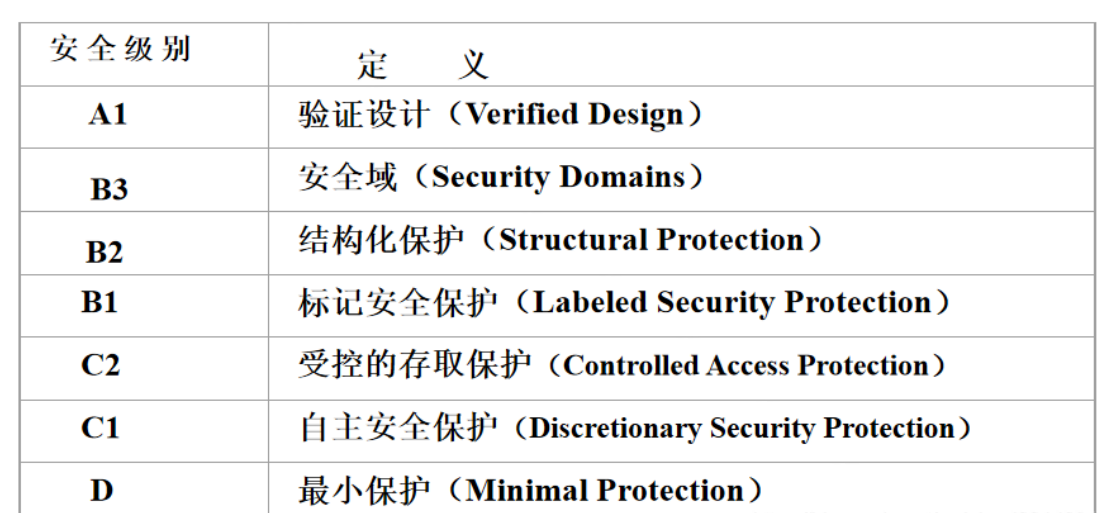 安全级别 定 义
A1 验证设计（Verified Design）
B3 安全域（Security Domains）
B2 结构化保护（Structural Protection）
B1 标记安全保护（Labeled Security Protection）
C2 受控的存取保护（Controlled Access Protection）
C1 自主安全保护（Discretionary Security Protection）
D 最小保护（Minimal Protection）